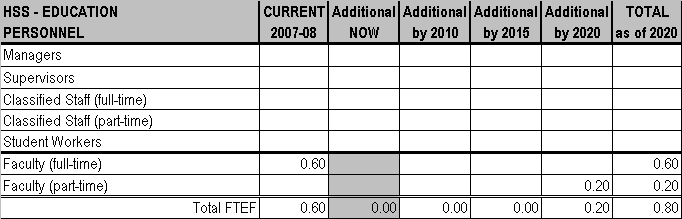 HSS - EDUCATION CURRENT Additional Additional Additional Additional TOTAL
PERSONNEL 2007-08 NOW by 2010 by 2015 by 2020 as of 2020
Managers
Supervisors
Classified Staff (full-time)
Classified Staff (part-time)
Student Workers
Faculty (full-time) 0.60 0.60
Faculty (part-time) 0.20 0.20
Total FTEF 0.60 0.00 0.00 0.00 0.20 0.80